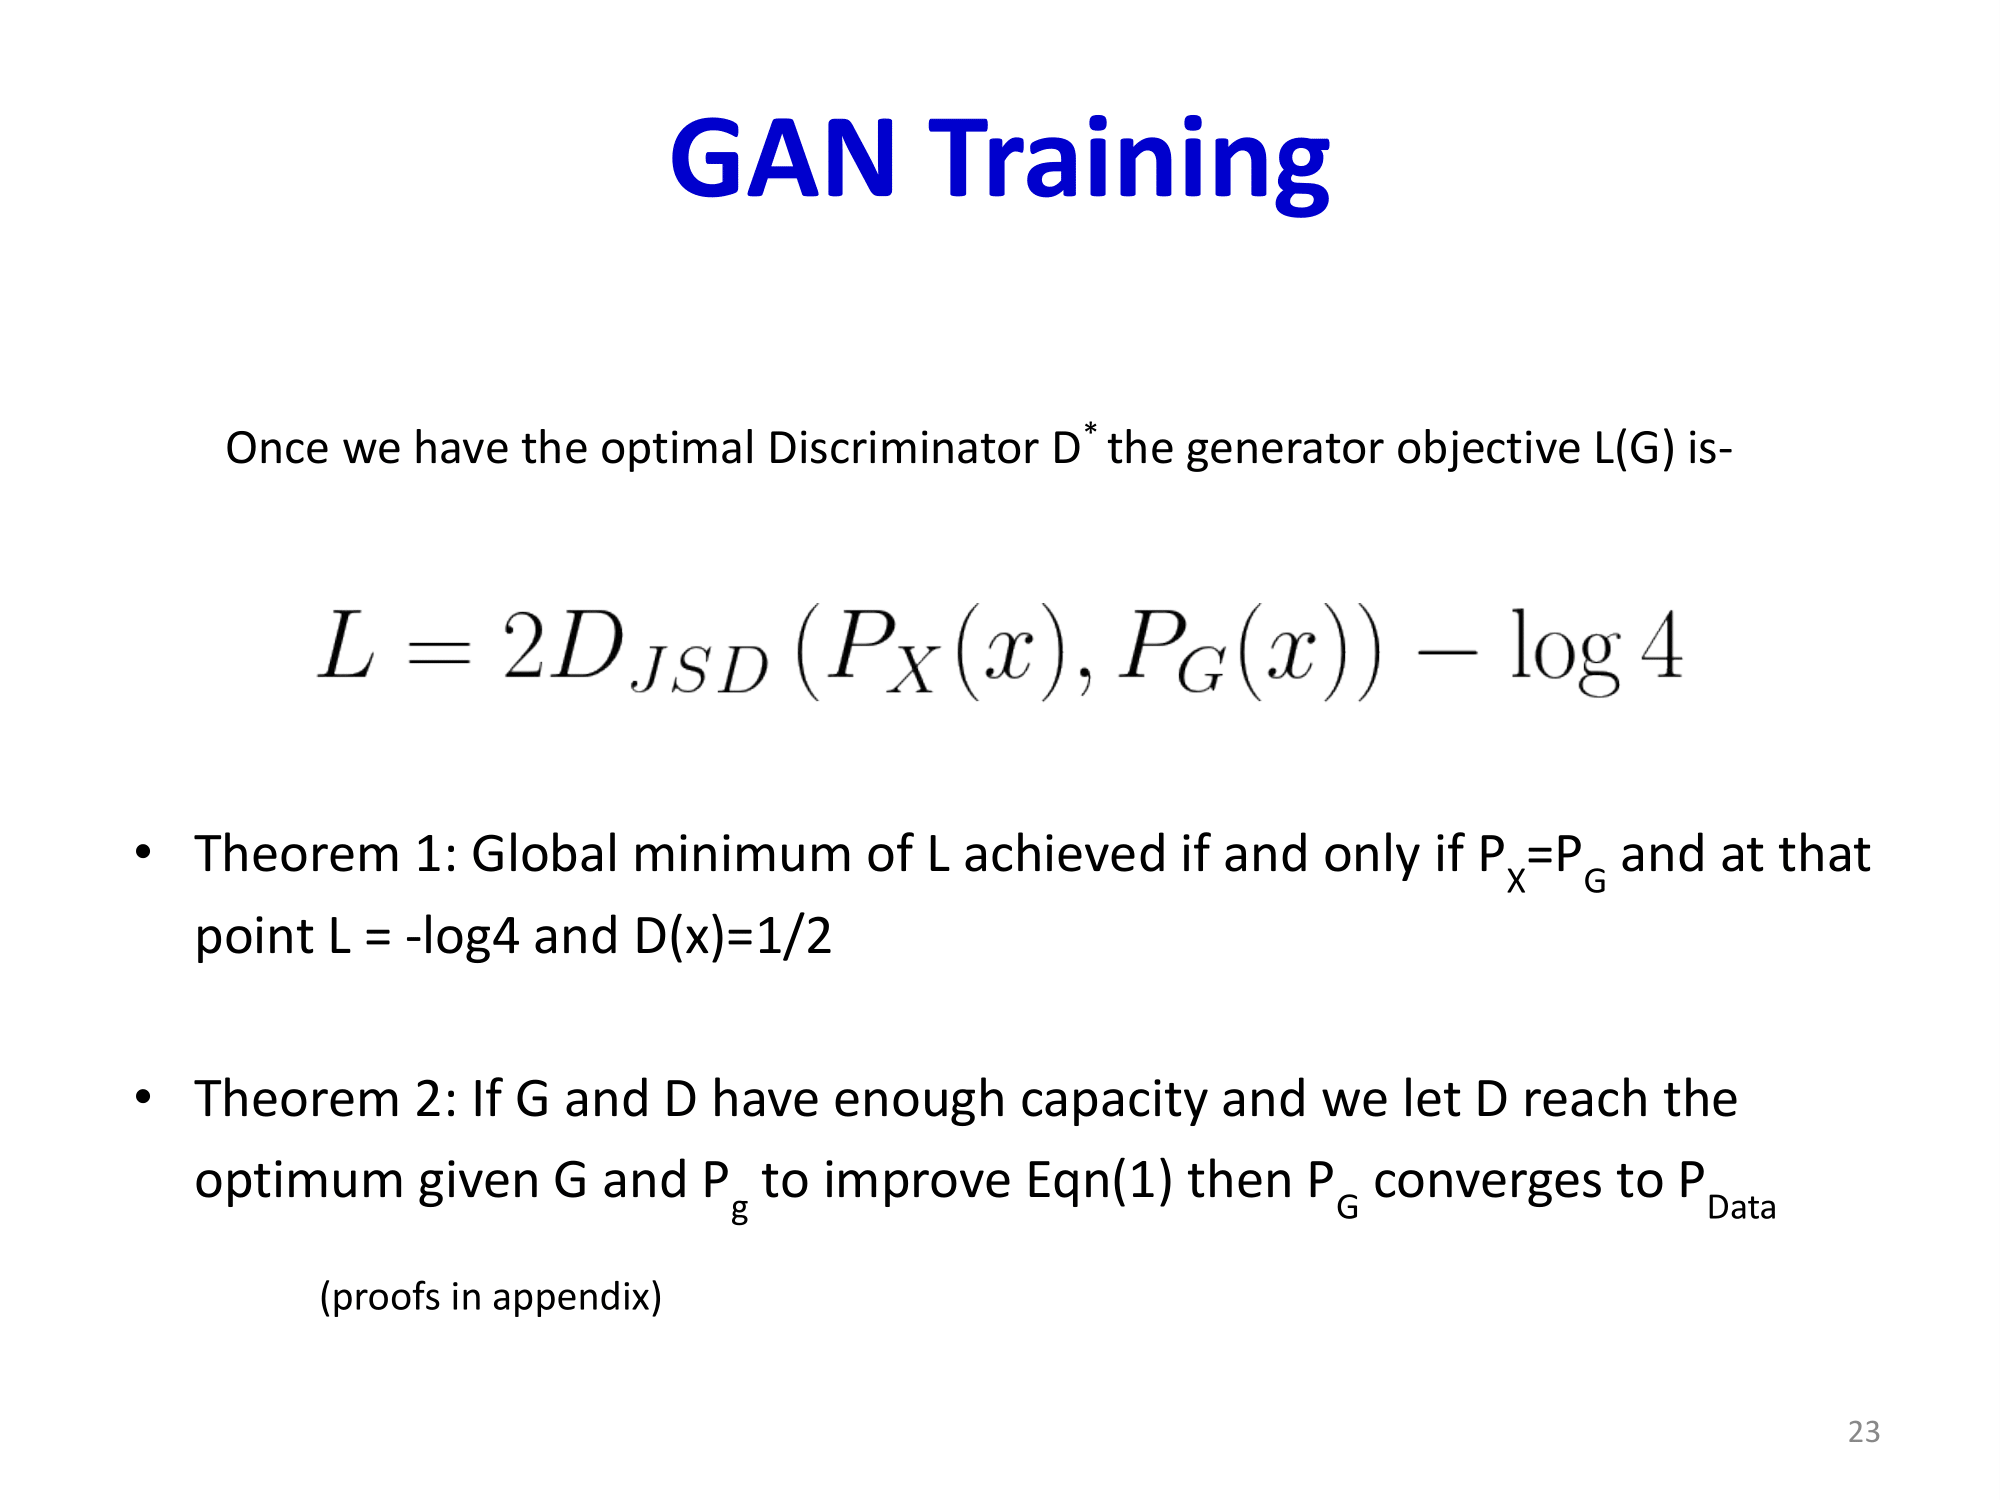 GAN Training
Once we have the optimal Discriminator D* the generator objective L(G) is-
L = 2D_{JSD} (P_X(x), P_G(x)) − log 4
• Theorem 1: Global minimum of L achieved if and only if P_X=P_G and at that
point L = -log4 and D(x)=1/2
• Theorem 2: If G and D have enough capacity and we let D reach the
optimum given G and P_g to improve Eqn(1) then P_G converges to P_Data
(proofs in appendix)
23